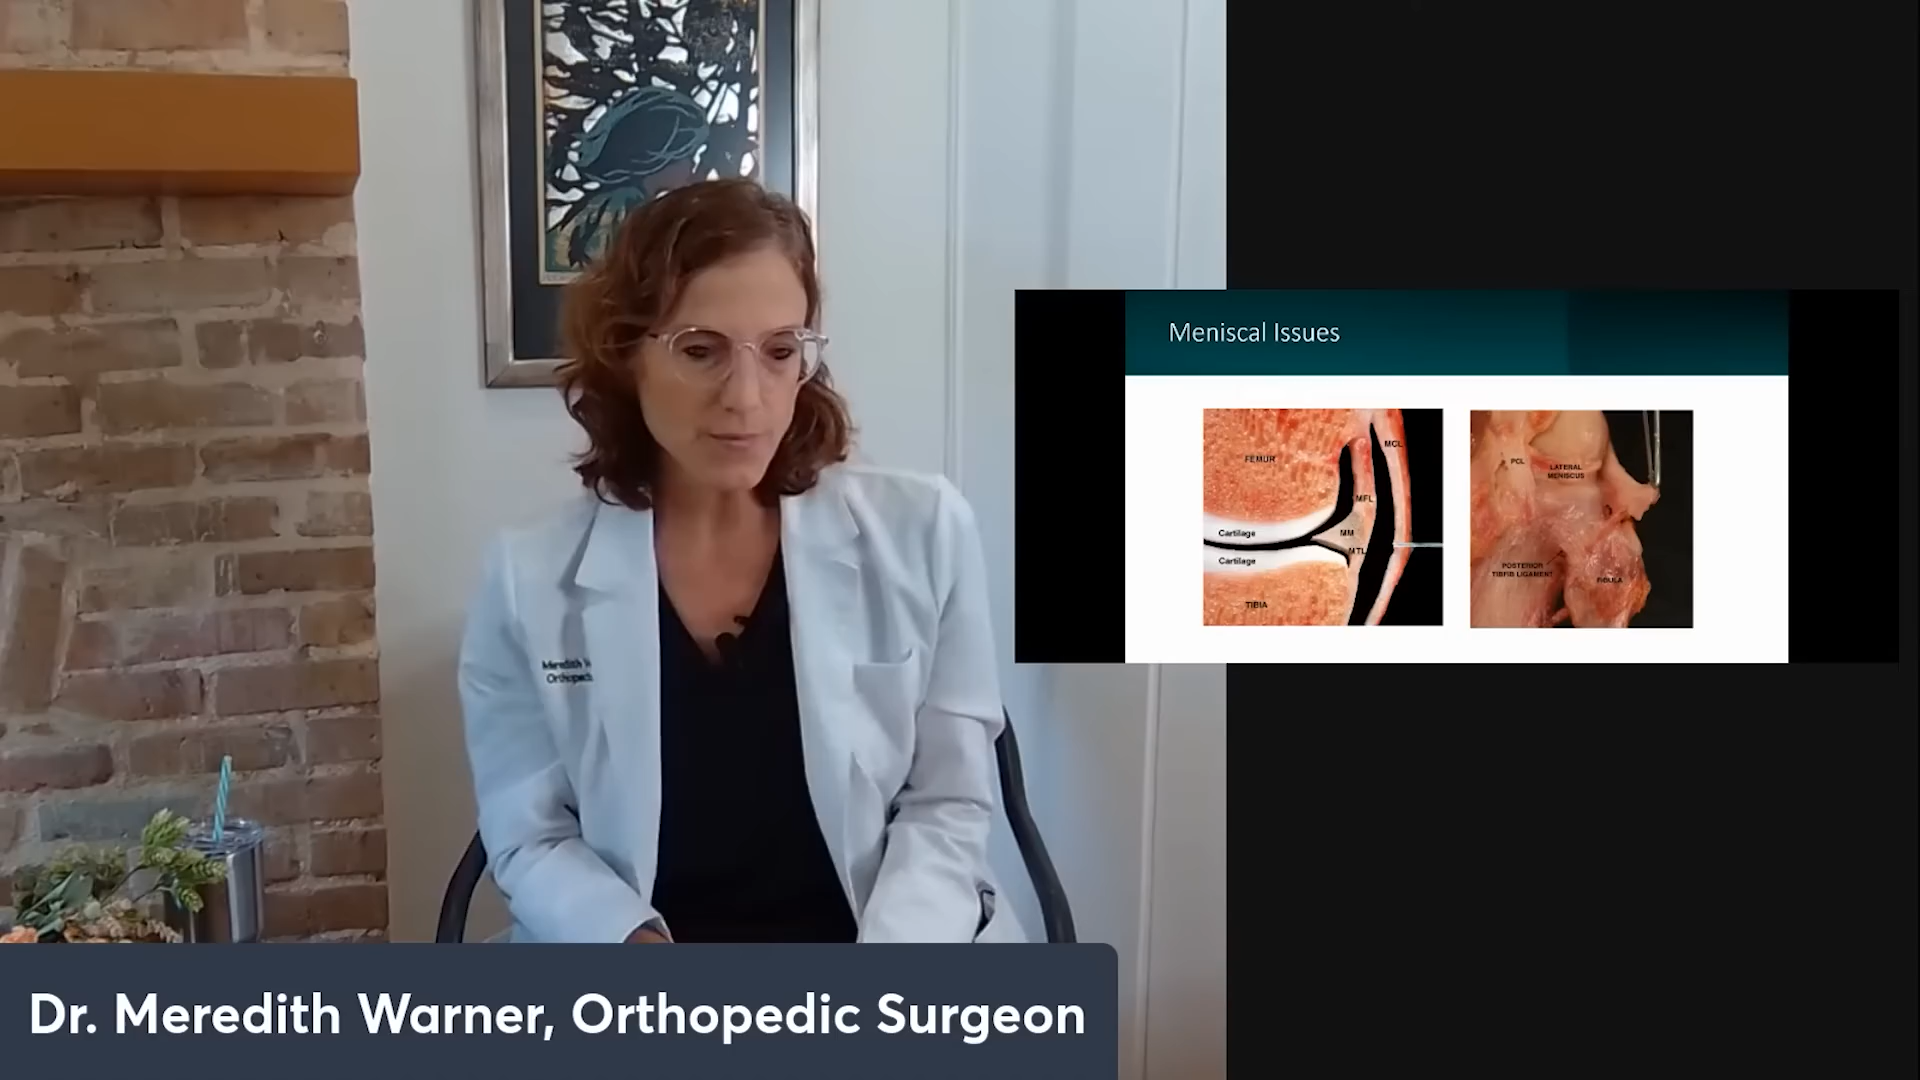 Meniscal Issues
FEMUR
MCL
MFL
Cartilage
MM
MTL
Cartilage
TIBIA
PCL
LATERAL
MENISCUS
POSTERIOR
TIBFIB LIGAMENT
FIBULA
Meredith
Dr. Meredith Warner, Orthopedic Surgeon